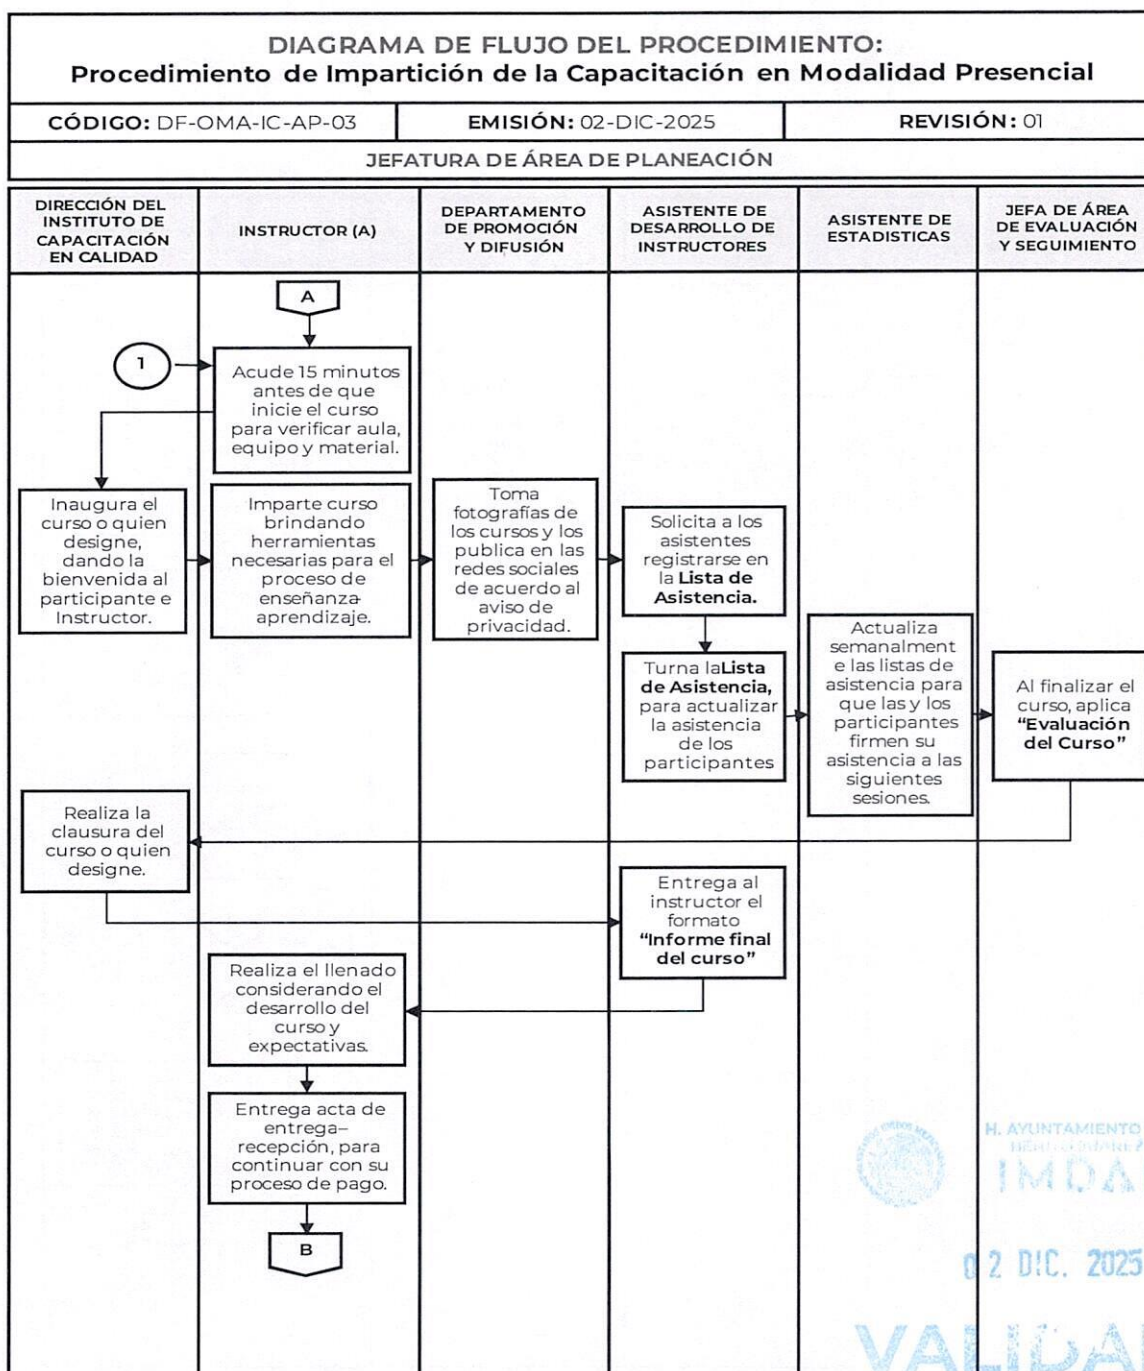 DIAGRAMA DE FLUJO DEL PROCEDIMIENTO:
Procedimiento de Impartición de la Capacitación en Modalidad Presencial
CÓDIGO: DF-OMA-IC-AP-03
EMISIÓN: 02-DIC-2025
REVISIÓN: 01
JEFATURA DE ÁREA DE PLANEACIÓN
DIRECCIÓN DEL
INSTITUTO DE
CAPACITACIÓN
EN CALIDAD
INSTRUCTOR (A)
DEPARTAMENTO
DE PROMOCIÓN
Y DIFUSIÓN
ASISTENTE DE
DESARROLLO DE
INSTRUCTORES
ASISTENTE DE
ESTADISTICAS
JEFA DE ÁREA
DE EVALUACIÓN
Y SEGUIMIENTO
A
1
Acude 15 minutos
antes de que
inicie el curso
para verificar aula,
equipo y material.
Inaugura el
curso o quien
designe,
dando la
bienvenida al
participante e
Instructor.
Imparte curso
brindando
herramientas
necesarias para el
proceso de
enseñanza-
aprendizaje.
Toma
fotografías de
los cursos y los
publica en las
redes sociales
de acuerdo al
aviso de
privacidad.
Solicita a los
asistentes
registrarse en
la Lista de
Asistencia.
Turna laLista
de Asistencia,
para actualizar
la asistencia
de los
participantes
Actualiza
semanalment
e las listas de
asistencia para
que las y los
participantes
firmen su
asistencia a las
siguientes
sesiones.
Al finalizar el
curso, aplica
“Evaluación
del Curso”
Realiza la
clausura del
curso o quien
designe.
Entrega al
instructor el
formato
“Informe final
del curso”
Realiza el llenado
considerando el
desarrollo del
curso y
expectativas.
Entrega acta de
entrega–
recepción, para
continuar con su
proceso de pago.
B
H. AYUNTAMIENTO
IMDA
02 DIC. 2025
VALIDA